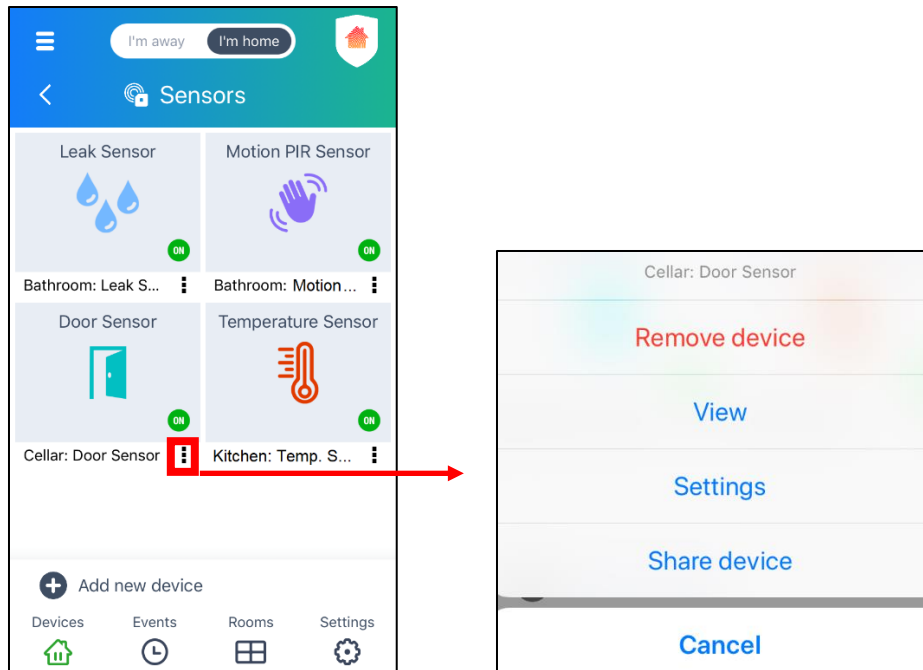 I'm away I'm home
Sensors
Leak Sensor Motion PIR Sensor
ON ON
Bathroom: Leak S... Bathroom: Motion...
Door Sensor Temperature Sensor
ON ON
Cellar: Door Sensor Kitchen: Temp. S...
Add new device
Devices Events Rooms Settings
Cellar: Door Sensor
Remove device
View
Settings
Share device
Cancel